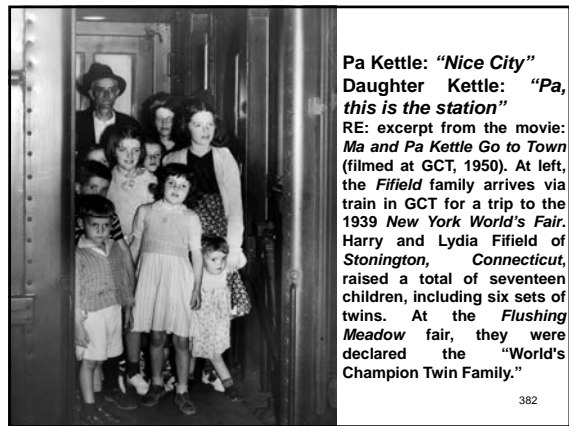 Pa Kettle: “Nice City”
Daughter Kettle: “Pa,
this is the station”
RE: excerpt from the movie:
Ma and Pa Kettle Go to Town
(filmed at GCT, 1950). At left,
the Fifield family arrives via
train in GCT for a trip to the
1939 New York World’s Fair.
Harry and Lydia Fifield of
Stonington, Connecticut,
raised a total of seventeen
children, including six sets of
twins. At the Flushing
Meadow fair, they were
declared the “World's
Champion Twin Family.”
382